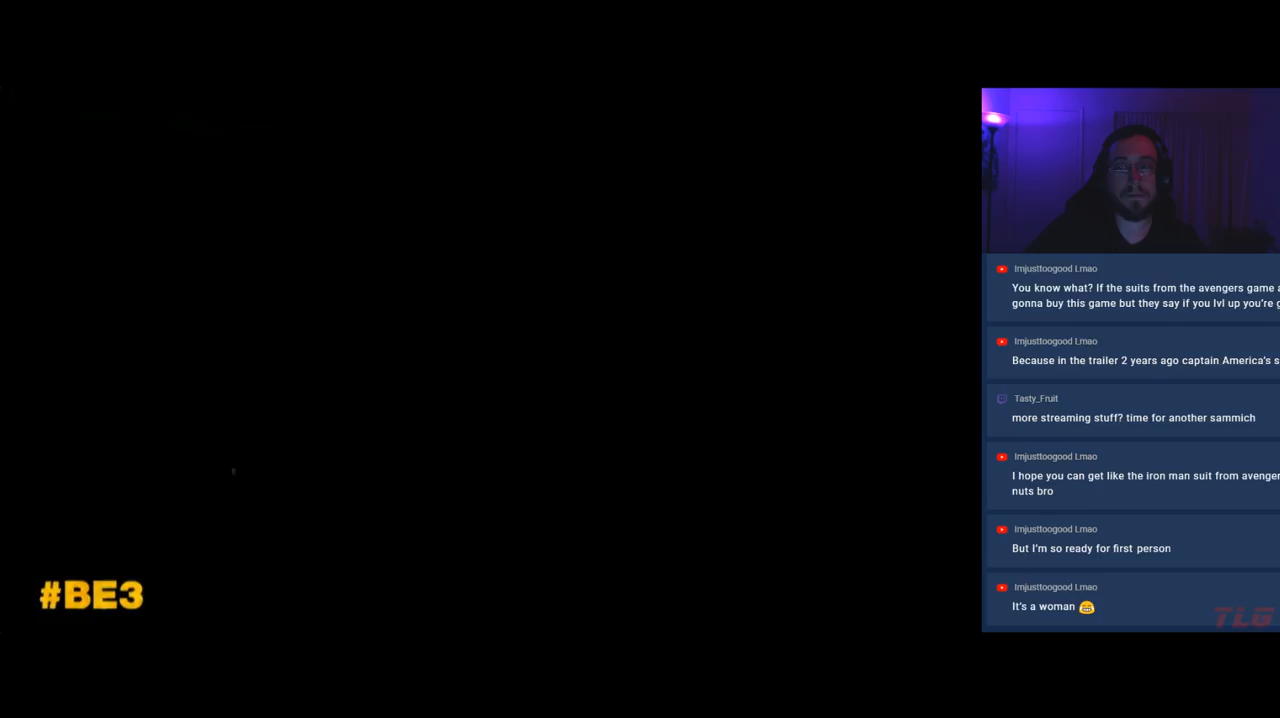 Imjusttoogood Lmao
You know what? If the suits from the avengers game a
gonna buy this game but they say if you lvl up you're g
Imjusttoogood Lmao
Because in the trailer 2 years ago captain America's s
Tasty_Fruit
more streaming stuff? time for another sammich
Imjusttoogood Lmao
I hope you can get like the iron man suit from avenger
nuts bro
Imjusttoogood Lmao
But I'm so ready for first person
Imjusttoogood Lmao
It's a woman 😂
#BE3
TLG